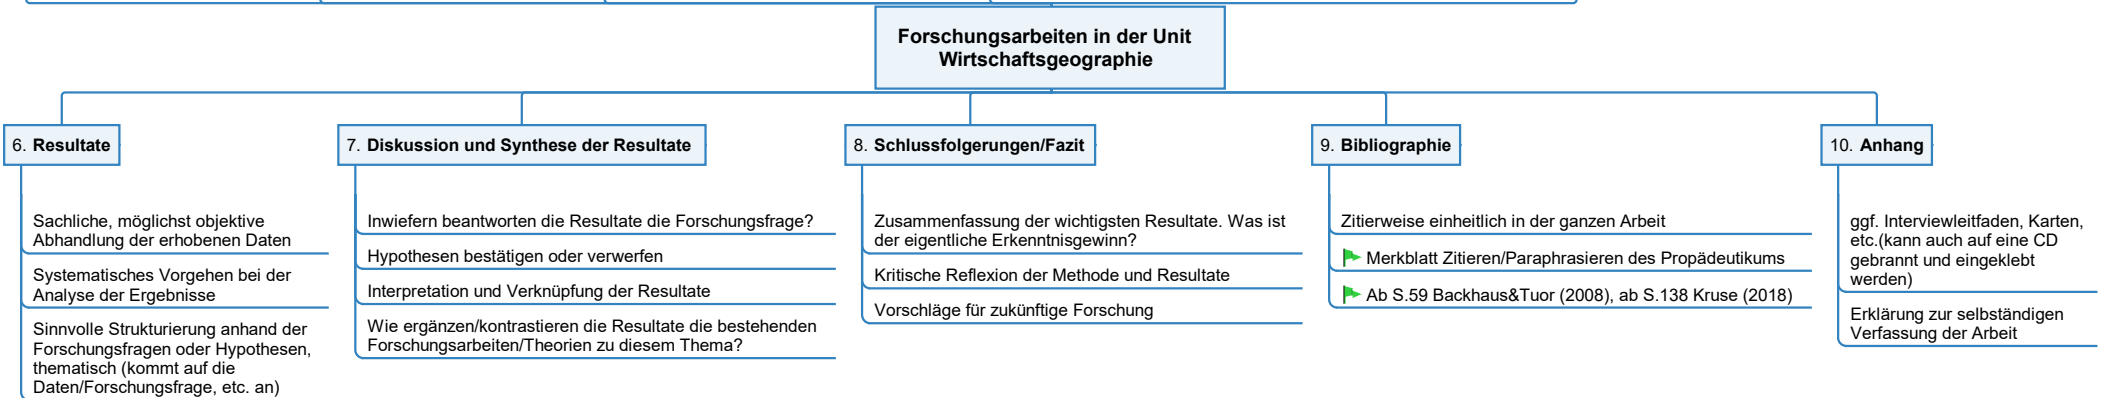 Forschungsarbeiten in der Unit
Wirtschaftsgeographie
6. Resultate
Sachliche, möglichst objektive
Abhandlung der erhobenen Daten
Systematisches Vorgehen bei der
Analyse der Ergebnisse
Sinnvolle Strukturierung anhand der
Forschungsfragen oder Hypothesen,
thematisch (kommt auf die
Daten/Forschungsfrage, etc. an)
7. Diskussion und Synthese der Resultate
Inwiefern beantworten die Resultate die Forschungsfrage?
Hypothesen bestätigen oder verwerfen
Interpretation und Verknüpfung der Resultate
Wie ergänzen/kontrastieren die Resultate die bestehenden
Forschungsarbeiten/Theorien zu diesem Thema?
8. Schlussfolgerungen/Fazit
Zusammenfassung der wichtigsten Resultate. Was ist
der eigentliche Erkenntnisgewinn?
Kritische Reflexion der Methode und Resultate
Vorschläge für zukünftige Forschung
9. Bibliographie
Zitierweise einheitlich in der ganzen Arbeit
Merkblatt Zitieren/Paraphrasieren des Propädeutikums
Ab S.59 Backhaus&Tuor (2008), ab S.138 Kruse (2018)
10. Anhang
ggf. Interviewleitfaden, Karten,
etc.(kann auch auf eine CD
gebrannt und eingeklebt
werden)
Erklärung zur selbständigen
Verfassung der Arbeit